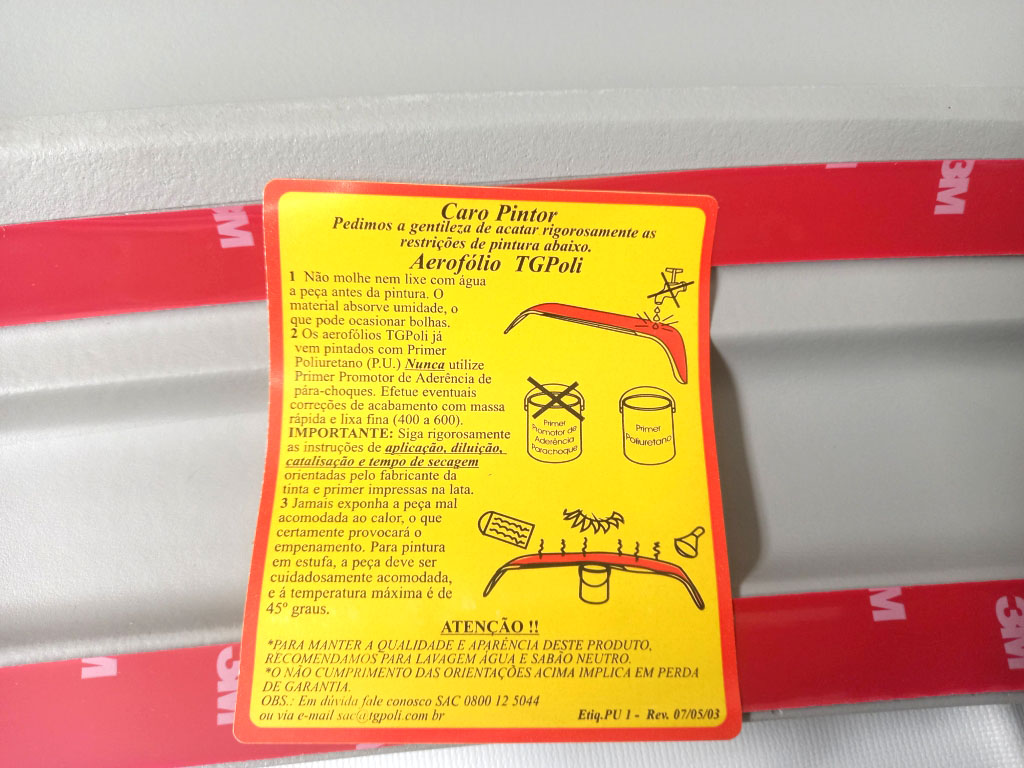 3M
3M
Caro Pintor
Pedimos a gentileza de acatar rigorosamente as
restrições de pintura abaixo.
Aerofólio TGPoli
1 Não molhe nem lixe com água
a peça antes da pintura. O
material absorve umidade, o
que pode ocasionar bolhas.
2 Os aerofólios TGPoli já
vem pintados com Primer
Poliuretano (P.U.) Nunca utilize
Primer Promotor de Aderência de
pára-choques. Efetue eventuais
correções de acabamento com massa
rápida e lixa fina (400 a 600).
IMPORTANTE: Siga rigorosamente
as instruções de aplicação, diluição,
catalisação e tempo de secagem
orientadas pelo fabricante da
tinta e primer impressas na lata.
3 Jamais exponha a peça mal
acomodada ao calor, o que
certamente provocará o
empenamento. Para pintura
em estufa, a peça deve ser
cuidadosamente acomodada,
e á temperatura máxima é de
45º graus.
Primer
Promotor de
Aderência
Parachoque
Primer
Poliuretano
ATENÇÃO !!
*PARA MANTER A QUALIDADE E APARÊNCIA DESTE PRODUTO,
RECOMENDAMOS PARA LAVAGEM ÁGUA E SABÃO NEUTRO.
*O NÃO CUMPRIMENTO DAS ORIENTAÇÕES ACIMA IMPLICA EM PERDA
DE GARANTIA.
OBS.: Em dúvida fale conosco SAC 0800 12 5044
ou via e-mail sac@tgpoli.com.br
Etiq.PU 1 - Rev. 07/05/03
M
3M
M
3M